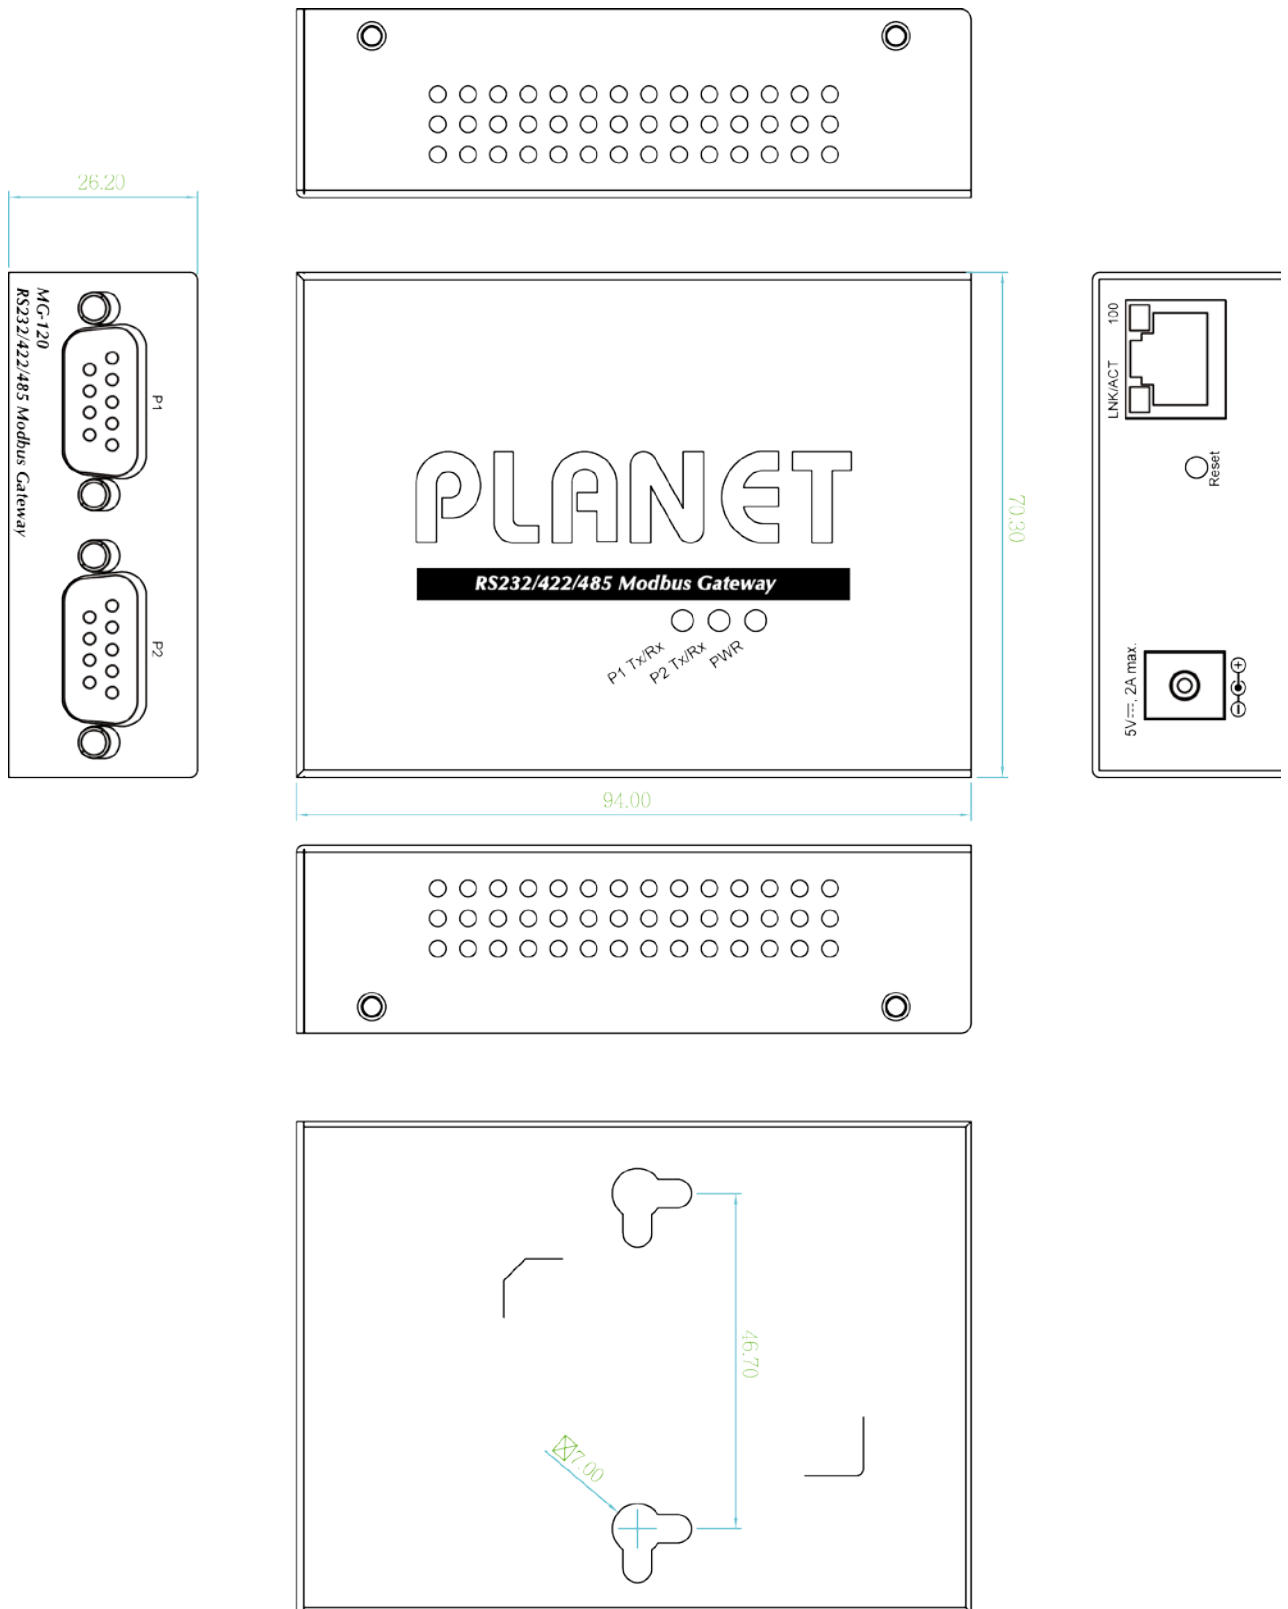 26.20
MG-120
RS232/422/485 Modbus Gateway
P1
P2
PLANET
RS232/422/485 Modbus Gateway
P1 Tx/Rx
P2 Tx/Rx
PWR
70.30
94.00
100
LNK/ACT
Reset
5V⎓, 2A max.
46.70
7.00